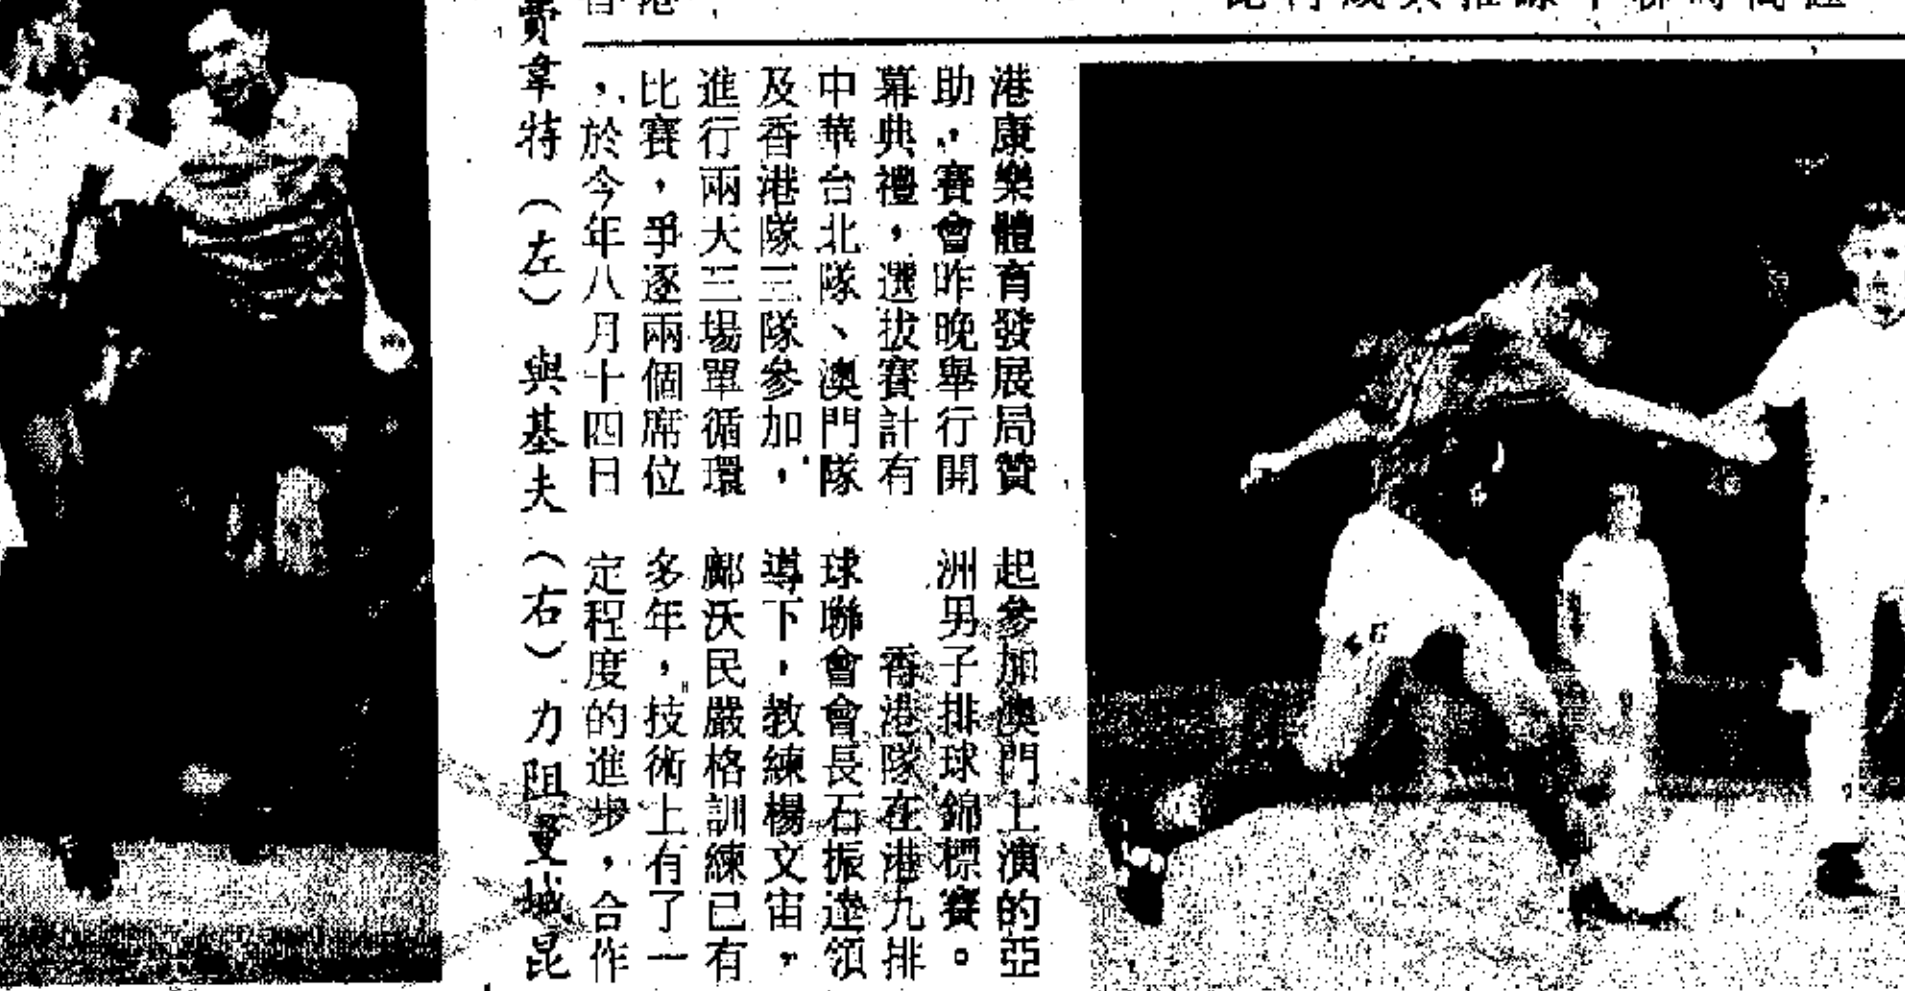 港康樂體育發展局贊
助，賽會昨晚舉行開
幕典禮，選拔賽計有
中華台北隊、澳門隊
及香港隊三隊參加，
進行兩天三場單循環
比賽，爭逐兩個席位
，於今年八月十四日
起參加澳門上演的亞
洲男子排球錦標賽。
香港隊在港九排
球聯會會長石振達領
導下，教練楊文宙，
鄺沃民嚴格訓練已有
多年，技術上有了一
定程度的進步，合作
費韋特（左）與基夫（右）力阻曼城昆